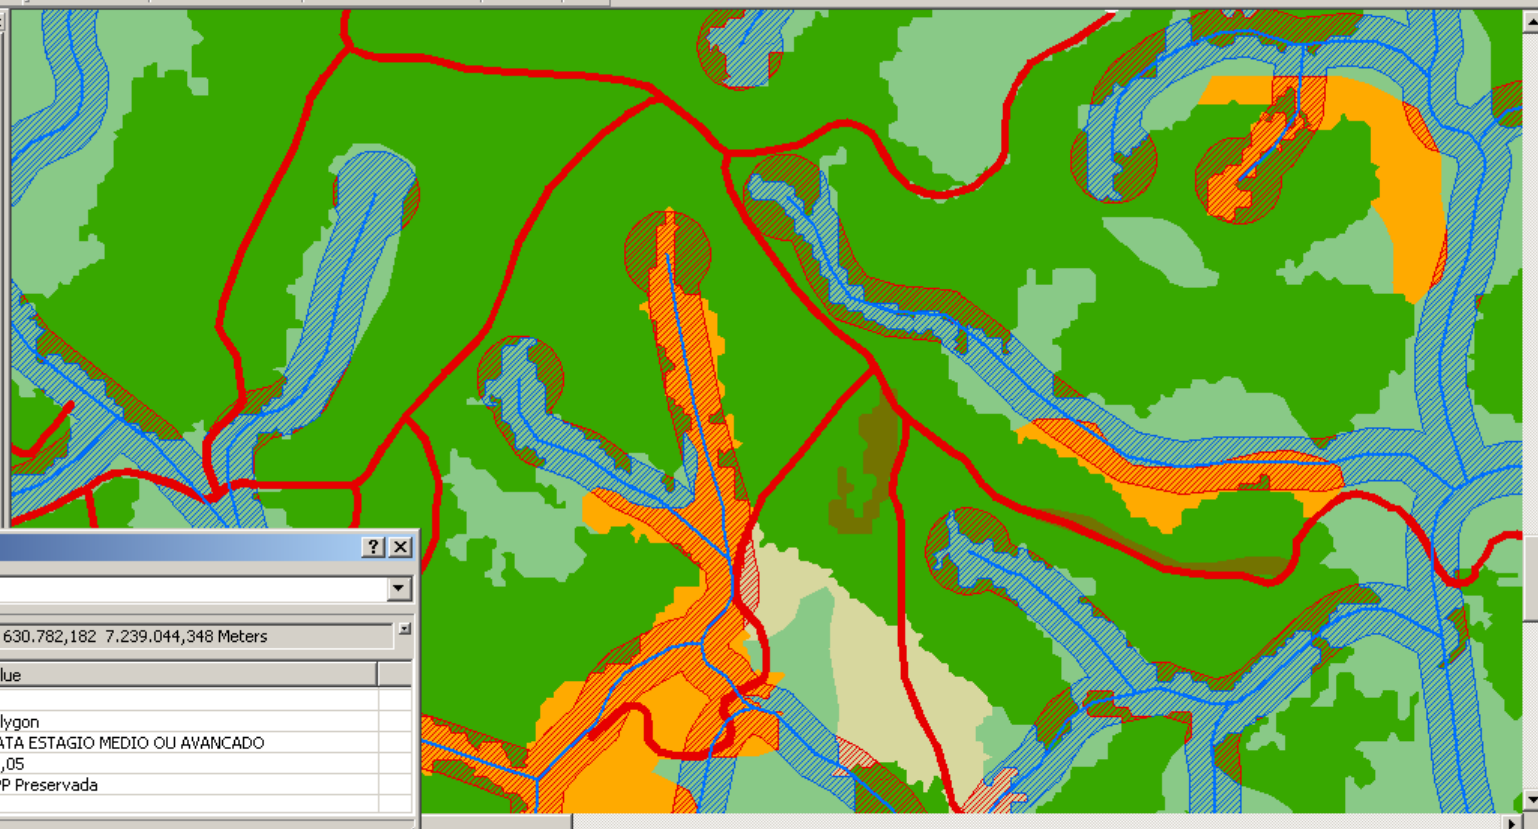 ?
630.782,182 7.239.044,348 Meters
lue
lygon
ATA ESTAGIO MEDIO OU AVANCADO
,05
PP Preservada